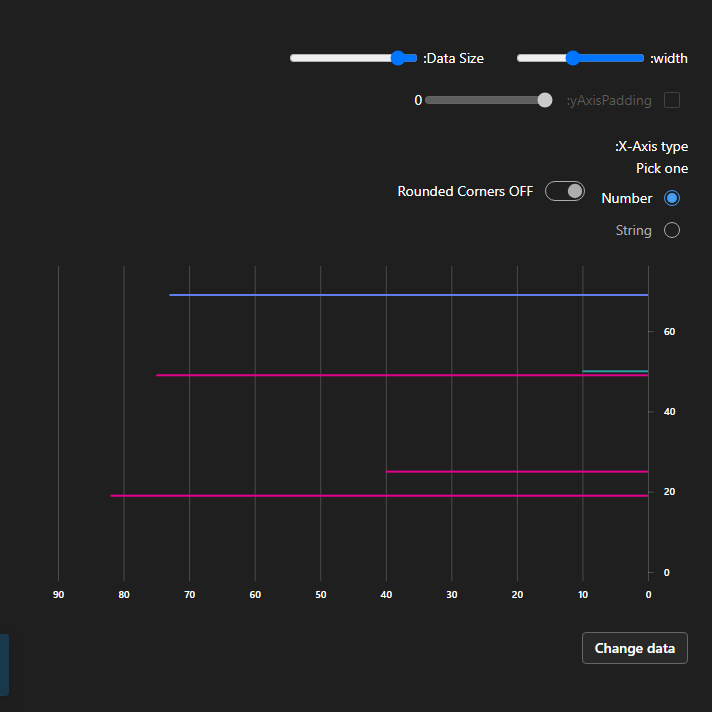 :width
:Data Size
:yAxisPadding
0
:X-Axis type
Pick one
Number
Rounded Corners OFF
String
60
40
20
0
90 80 70 60 50 40 30 20 10 0
Change data